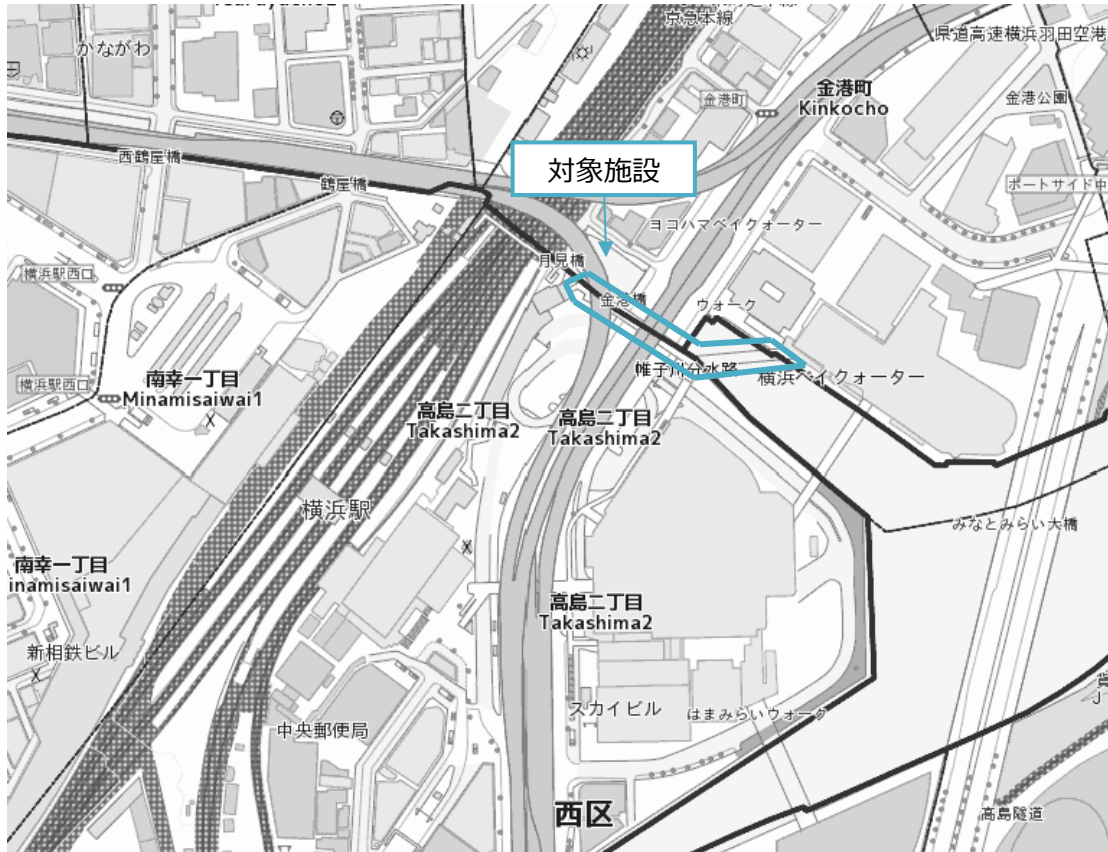 京急本線
県道高速横浜羽田空港
かながわ
金港町
Kinkocho
金港町
金港公園
西鶴屋橋
対象施設
鶴屋橋
ポートサイド中
ヨコハマベイクォーター
ウォーク
横浜駅西口
月見橋
金港橋
帷子川分水路
横浜ベイクォーター
横浜駅西口
南幸一丁目
Minamisaiwai1
高島二丁目
Takashima2
高島二丁目
Takashima2
横浜駅
みなとみらい大橋
南幸一丁目
inamisaiwai1
高島二丁目
Takashima2
新相鉄ビル
スカイビル
はまみらいウォーク
中央郵便局
西区
高島隧道